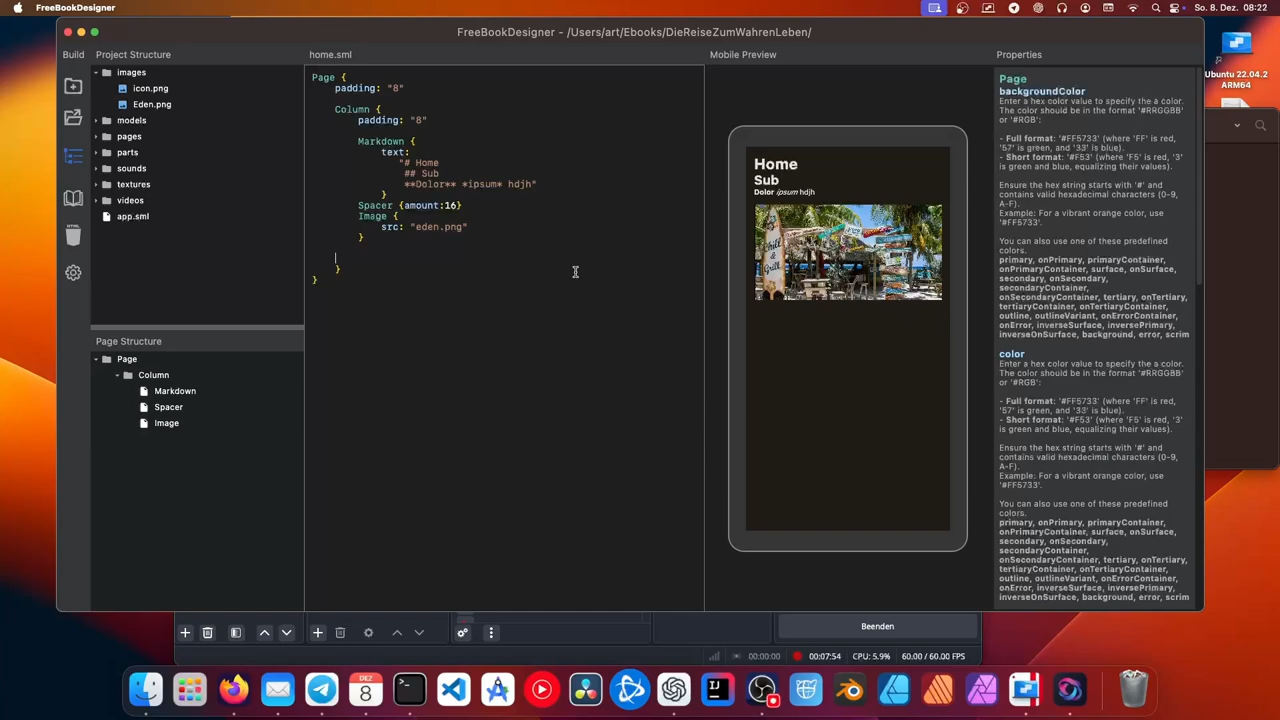 FreeBookDesigner
So. 8. Dez. 08:22
FreeBookDesigner - /Users/art/Ebooks/DieReiseZumWahrenLeben/
Build
Project Structure
home.sml
Mobile Preview
Properties
images
icon.png
Eden.png
models
pages
parts
sounds
textures
videos
app.sml
Page Structure
Page
Column
Markdown
Spacer
Image
HTML
Page {
padding: "8"
Column {
padding: "8"
Markdown {
text:
"# Home
## Sub
**Dolor** *ipsum* hdjh"
}
Spacer {amount:16}
Image {
src: "eden.png"
}
}
}
Home
Sub
Dolor ipsum hdjh
Page
backgroundColor
Enter a hex color value to specify the a color.
The color should be in the format '#RRGGBB'
or '#RGB':
- Full format: '#FF5733' (where 'FF' is red,
'57' is green, and '33' is blue).
- Short format: '#F53' (where 'F5' is red, '3'
is green and blue, equalizing their values).
Ensure the hex string starts with '#' and
contains valid hexadecimal characters (0-9,
A-F).
Example: For a vibrant orange color, use
'#FF5733'.
You can also use one of these predefined
colors.
primary, onPrimary, primaryContainer,
onPrimaryContainer, surface, onSurface,
secondary, onSecondary,
secondaryContainer,
onSecondaryContainer, tertiary, onTertiary,
tertiaryContainer, onTertiaryContainer,
outline, outlineVariant, onErrorContainer,
onError, inverseSurface, inversePrimary,
inverseOnSurface, background, error, scrim
color
Enter a hex color value to specify the a color.
The color should be in the format '#RRGGBB'
or '#RGB':
- Full format: '#FF5733' (where 'FF' is red,
'57' is green, and '33' is blue).
- Short format: '#F53' (where 'F5' is red, '3'
is green and blue, equalizing their values).
Ensure the hex string starts with '#' and
contains valid hexadecimal characters (0-9,
A-F).
Example: For a vibrant orange color, use
'#FF5733'.
You can also use one of these predefined
colors.
primary, onPrimary, primaryContainer,
onPrimaryContainer, surface, onSurface,
secondary, onSecondary,
secondaryContainer,
onSecondaryContainer, tertiary, onTertiary,
tertiaryContainer, onTertiaryContainer,
outline, outlineVariant, onErrorContainer,
onError, inverseSurface, inversePrimary,
inverseOnSurface, background, error, scrim
Ubuntu 22.04.2
ARM64
Beenden
00:00:00
00:07:54
CPU: 5.9%
60.00 / 60.00 FPS
DEZ
8